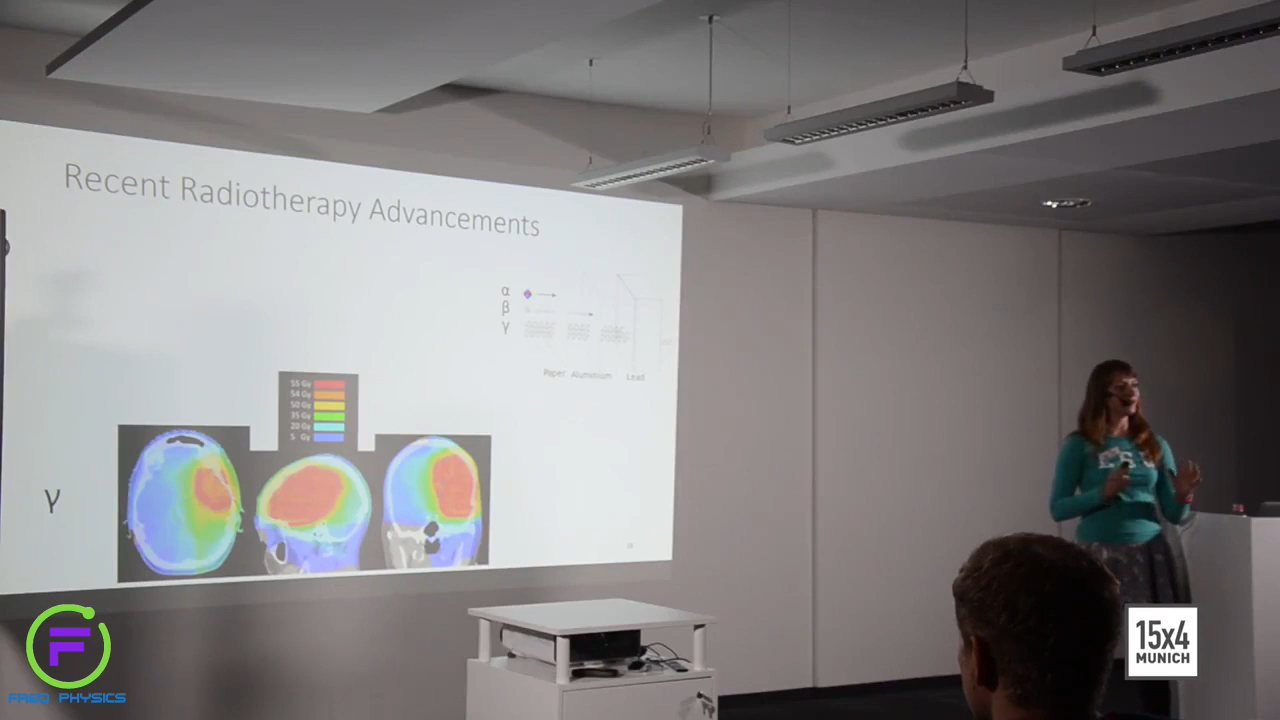 Recent Radiotherapy Advancements
α
β
γ
Paper Aluminium Lead
55 Gy
54 Gy
50 Gy
35 Gy
20 Gy
5 Gy
γ
FREQ PHYSICS
15x4
MUNICH